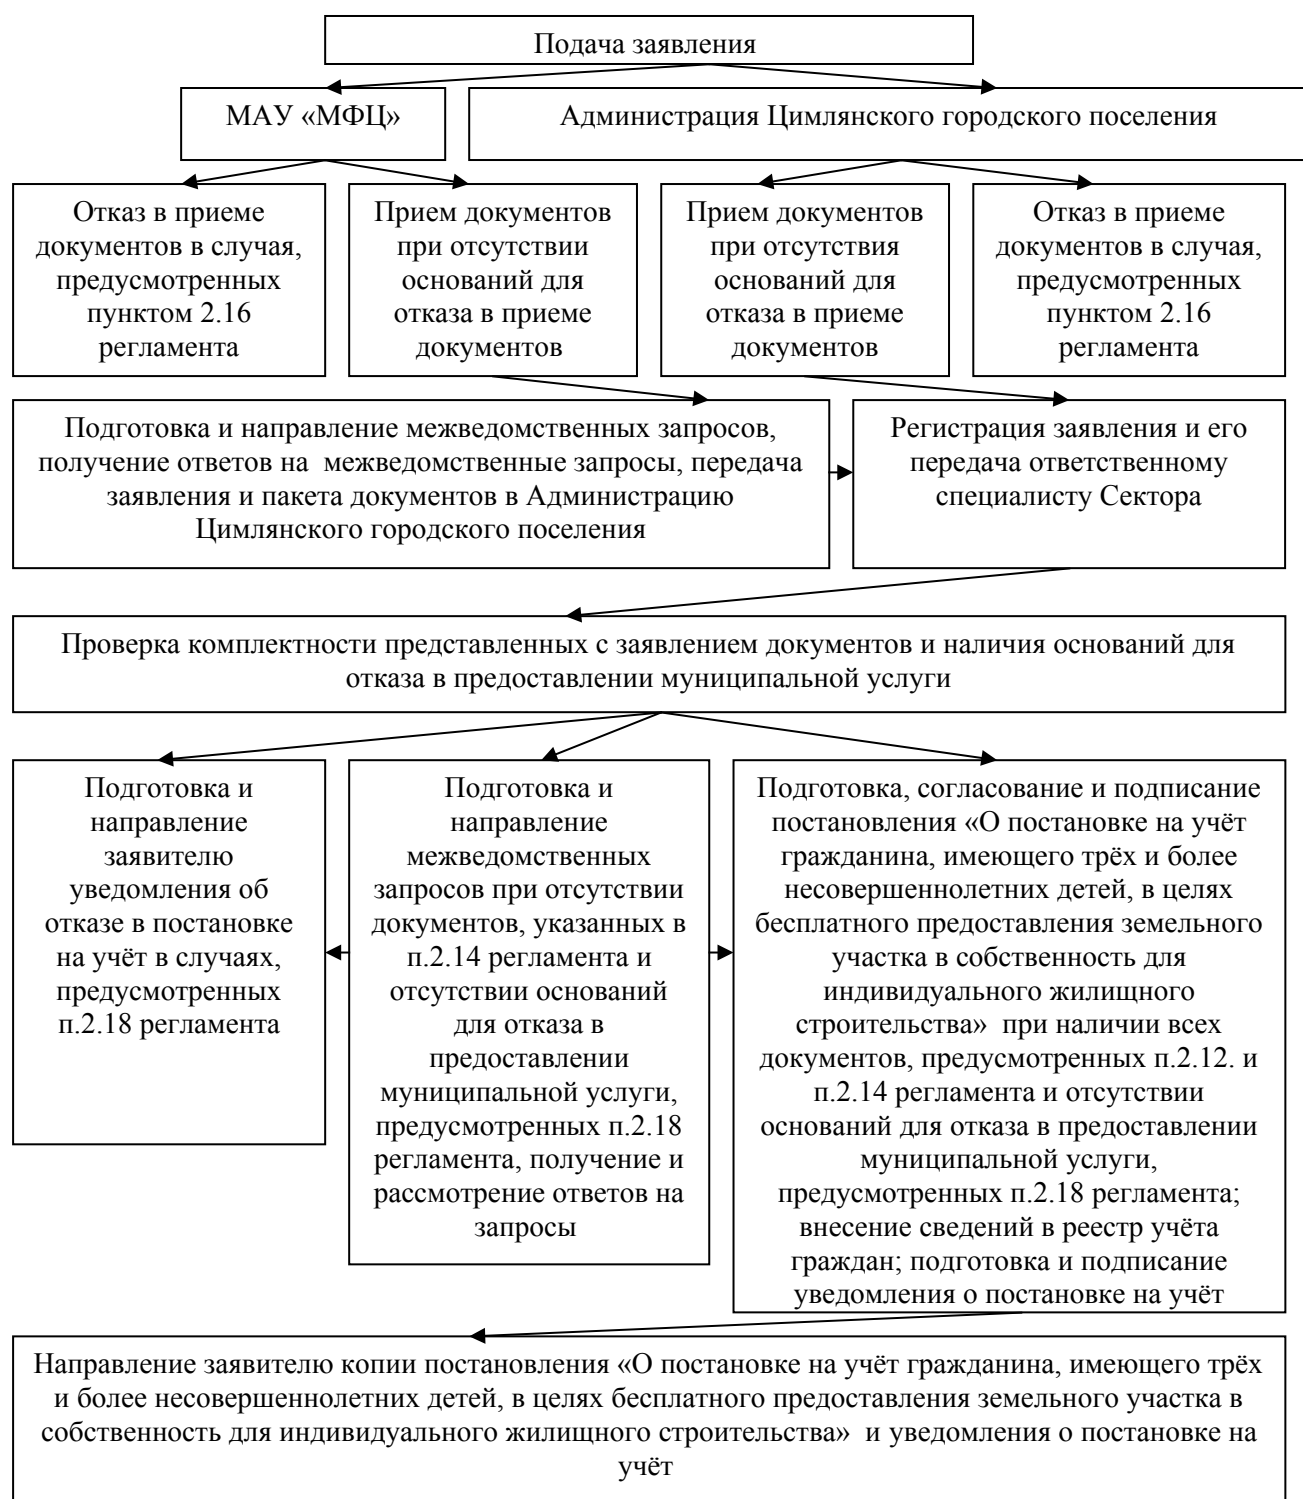 Подача заявления
МАУ «МФЦ»
Администрация Цимлянского городского поселения
Отказ в приеме
документов в случая,
предусмотренных
пунктом 2.16
регламента
Прием документов
при отсутствии
оснований для
отказа в приеме
документов
Прием документов
при отсутствия
оснований для
отказа в приеме
документов
Отказ в приеме
документов в случая,
предусмотренных
пунктом 2.16
регламента
Подготовка и направление межведомственных запросов,
получение ответов на межведомственные запросы, передача
заявления и пакета документов в Администрацию
Цимлянского городского поселения
Регистрация заявления и его
передача ответственному
специалисту Сектора
Проверка комплектности представленных с заявлением документов и наличия оснований для
отказа в предоставлении муниципальной услуги
Подготовка и
направление
заявителю
уведомления об
отказе в постановке
на учёт в случаях,
предусмотренных
п.2.18 регламента
Подготовка и
направление
межведомственных
запросов при отсутствии
документов, указанных в
п.2.14 регламента и
отсутствии оснований
для отказа в
предоставлении
муниципальной услуги,
предусмотренных п.2.18
регламента, получение и
рассмотрение ответов на
запросы
Подготовка, согласование и подписание
постановления «О постановке на учёт
гражданина, имеющего трёх и более
несовершеннолетних детей, в целях
бесплатного предоставления земельного
участка в собственность для
индивидуального жилищного
строительства» при наличии всех
документов, предусмотренных п.2.12. и
п.2.14 регламента и отсутствии
оснований для отказа в предоставлении
муниципальной услуги,
предусмотренных п.2.18 регламента;
внесение сведений в реестр учёта
граждан; подготовка и подписание
уведомления о постановке на учёт
Направление заявителю копии постановления «О постановке на учёт гражданина, имеющего трёх
и более несовершеннолетних детей, в целях бесплатного предоставления земельного участка в
собственность для индивидуального жилищного строительства» и уведомления о постановке на
учёт